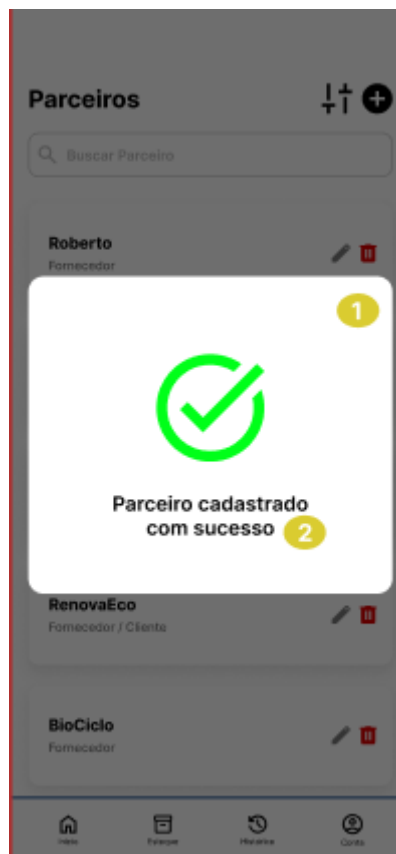 Parceiros
Buscar Parceiro
Roberto
Fornecedor
1
Parceiro cadastrado
com sucesso 2
RenovaEco
Fornecedor / Cliente
BioCiclo
Fornecedor
Início Estoque Histórico Conta